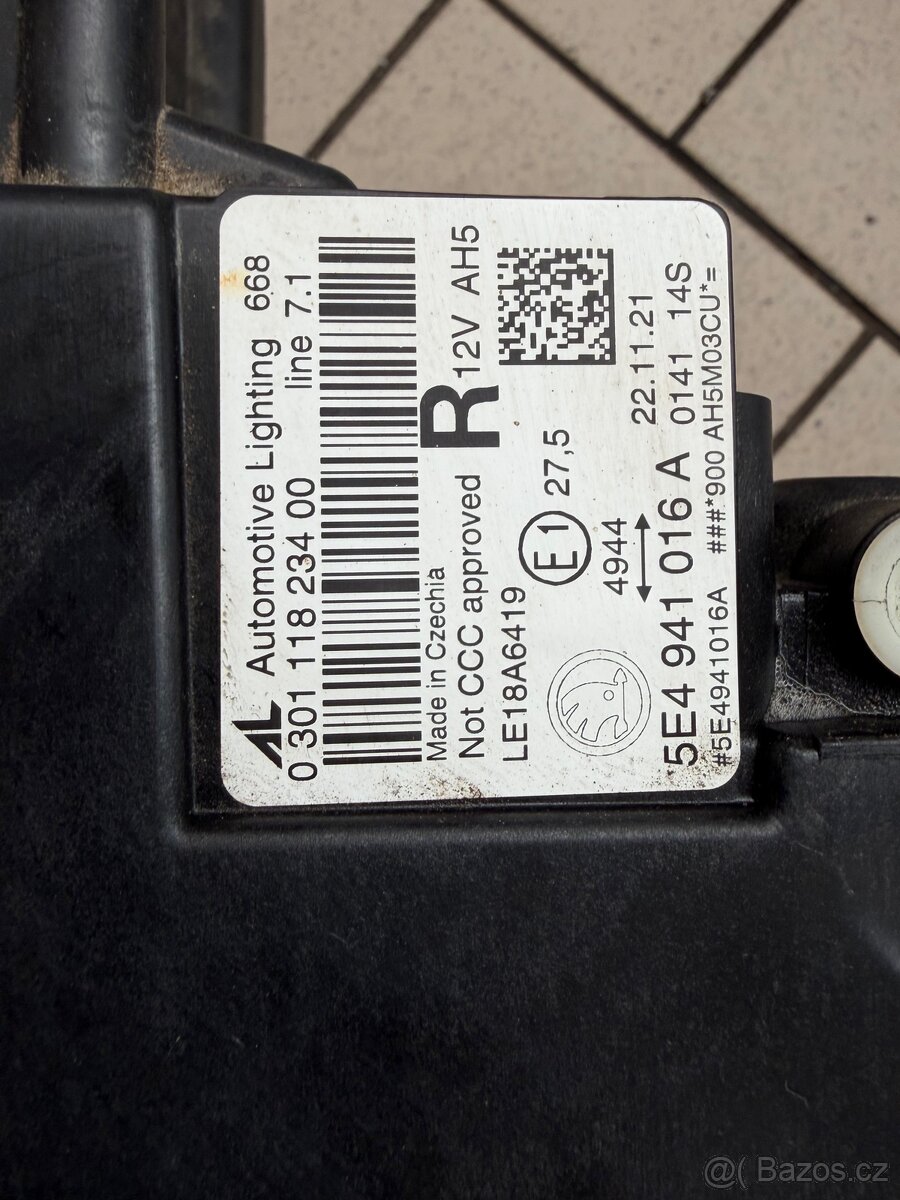 AL Automotive Lighting 668
0 301 118 234 00 line 7.1
Made in Czechia
Not CCC approved R 12V AH5
LE18A6419
E1 27,5
4944 22.11.21
5E4 941 016 A 0141 14S
#5E4941016A ###*900 AH5M03CU*=
@( Bazos.cz